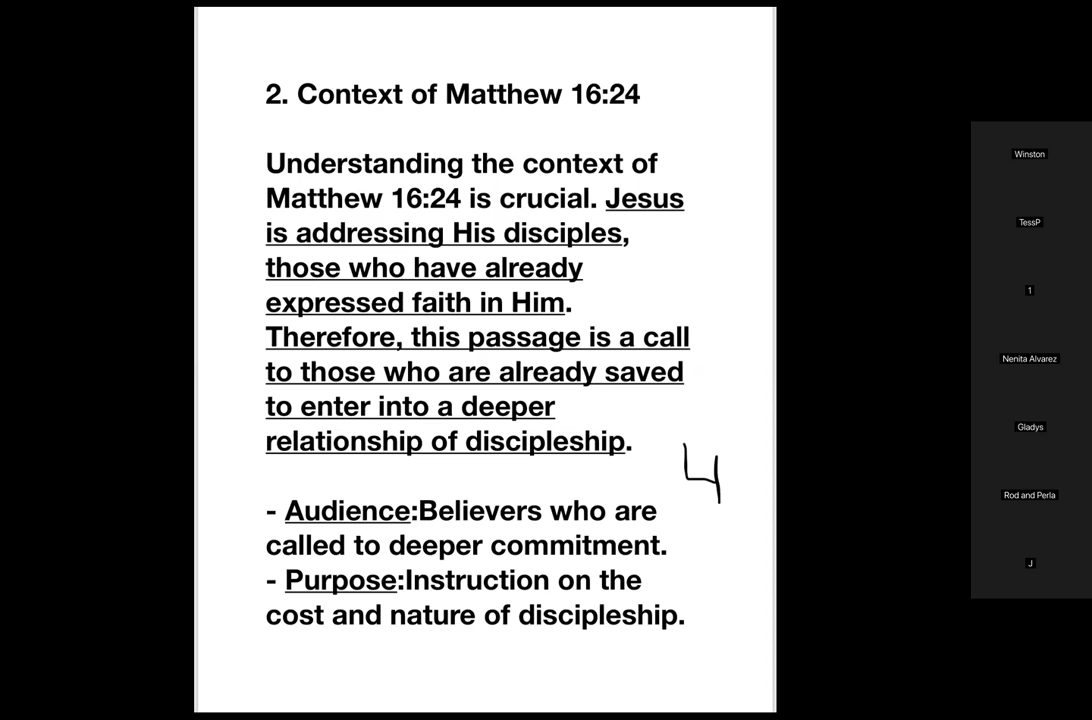 2. Context of Matthew 16:24
Understanding the context of
Matthew 16:24 is crucial. Jesus
is addressing His disciples,
those who have already
expressed faith in Him.
Therefore, this passage is a call
to those who are already saved
to enter into a deeper
relationship of discipleship.
4
- Audience:Believers who are
called to deeper commitment.
- Purpose:Instruction on the
cost and nature of discipleship.
Winston
TessP
1
Nenita Alvarez
Gladys
Rod and Perla
J